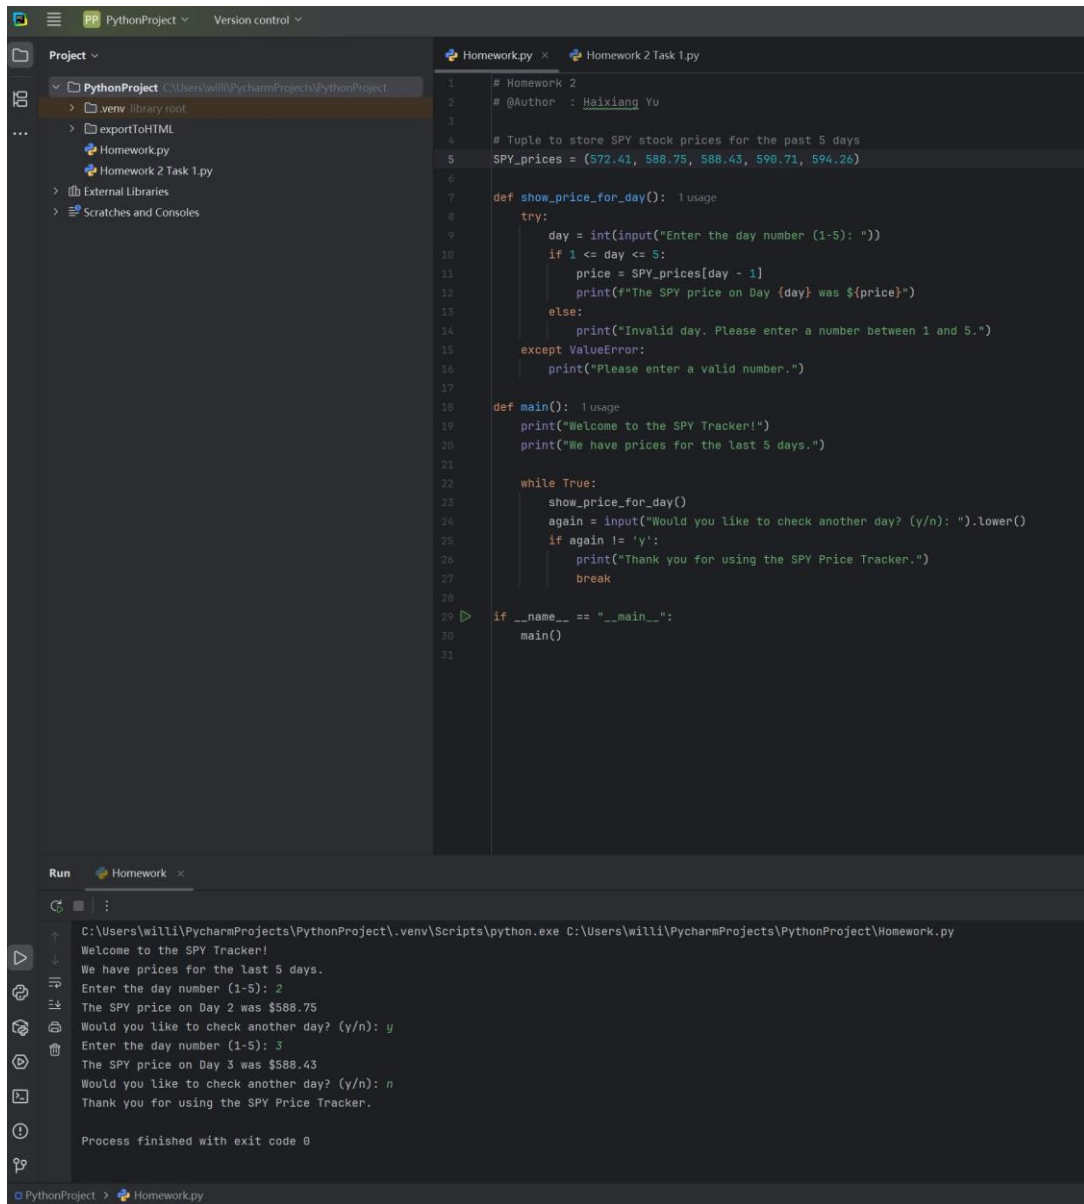 PP PythonProject Version control
Project
PythonProject C:\Users\willi\PycharmProjects\PythonProject
.venv library root
exportToHTML
Homework.py
Homework 2 Task 1.py
External Libraries
Scratches and Consoles
Homework.py Homework 2 Task 1.py
1 # Homework 2
2 # @Author  : Haixiang Yu
3
4 # Tuple to store SPY stock prices for the past 5 days
5 SPY_prices = (572.41, 588.75, 588.43, 590.71, 594.26)
6
7 def show_price_for_day(): 1 usage
8     try:
9         day = int(input("Enter the day number (1-5): "))
10         if 1 <= day <= 5:
11             price = SPY_prices[day - 1]
12             print(f"The SPY price on Day {day} was ${price}")
13         else:
14             print("Invalid day. Please enter a number between 1 and 5.")
15     except ValueError:
16         print("Please enter a valid number.")
17
18 def main(): 1 usage
19     print("Welcome to the SPY Tracker!")
20     print("We have prices for the last 5 days.")
21
22     while True:
23         show_price_for_day()
24         again = input("Would you like to check another day? (y/n): ").lower()
25         if again != 'y':
26             print("Thank you for using the SPY Price Tracker.")
27             break
28
29 if __name__ == "__main__":
30     main()
31
Run Homework
C:\Users\willi\PycharmProjects\PythonProject\.venv\Scripts\python.exe C:\Users\willi\PycharmProjects\PythonProject\Homework.py
Welcome to the SPY Tracker!
We have prices for the last 5 days.
Enter the day number (1-5): 2
The SPY price on Day 2 was $588.75
Would you like to check another day? (y/n): y
Enter the day number (1-5): 3
The SPY price on Day 3 was $588.43
Would you like to check another day? (y/n): n
Thank you for using the SPY Price Tracker.
Process finished with exit code 0
PythonProject > Homework.py